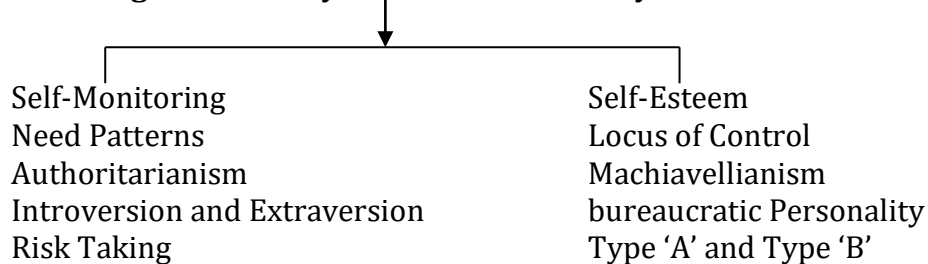 Self-Monitoring
Need Patterns
Authoritarianism
Introversion and Extraversion
Risk Taking
Self-Esteem
Locus of Control
Machiavellianism
bureaucratic Personality
Type ‘A’ and Type ‘B’